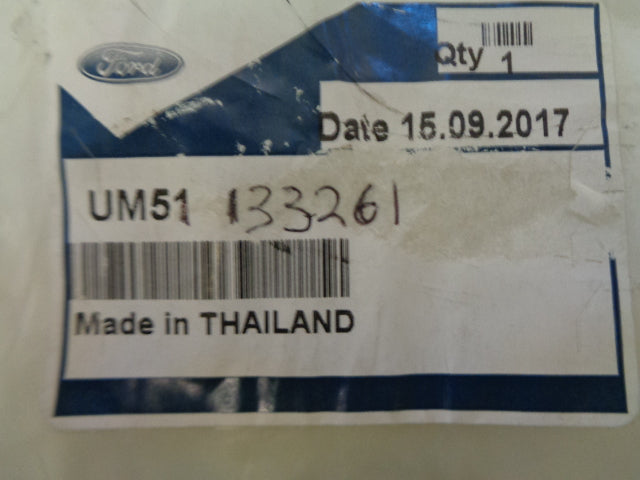 Ford
Qty 1
Date 15.09.2017
UM51 133261
Made in THAILAND